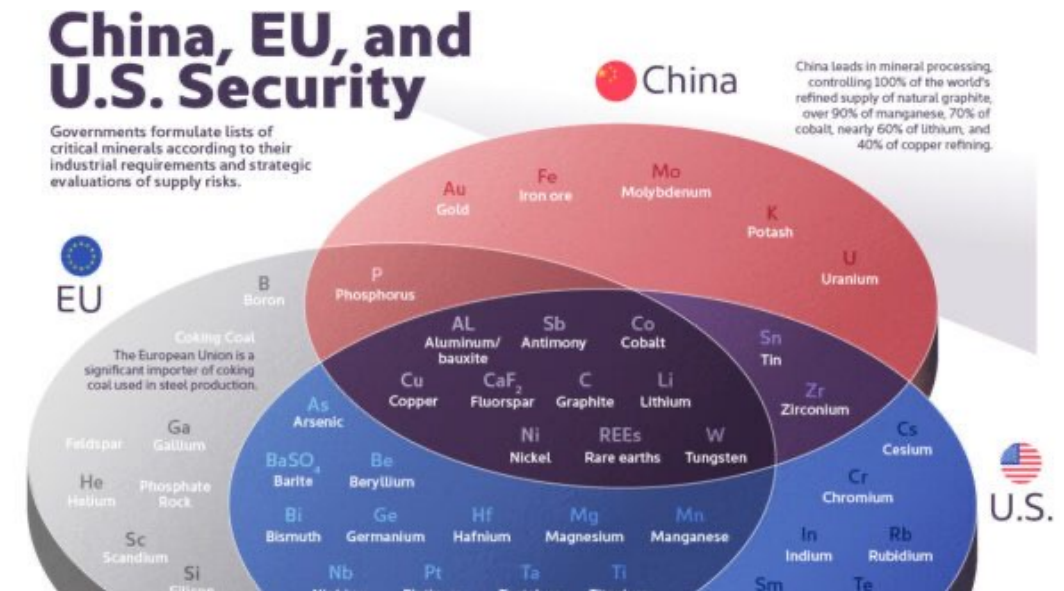 China, EU, and
U.S. Security
Governments formulate lists of
critical minerals according to their
industrial requirements and strategic
evaluations of supply risks.
China
China leads in mineral processing,
controlling 100% of the world's
refined supply of natural graphite,
over 90% of manganese, 70% of
cobalt, nearly 60% of lithium, and
40% of copper refining.
Au
Gold
Fe
Iron ore
Mo
Molybdenum
K
Potash
U
Uranium
EU
B
Boron
P
Phosphorus
Coking Coal
The European Union is a
significant importer of coking
coal used in steel production.
AL
Aluminum/
bauxite
Sb
Antimony
Co
Cobalt
Sn
Tin
Cu
Copper
CaF2
Fluorspar
C
Graphite
Li
Lithium
Zr
Zirconium
As
Arsenic
Ni
Nickel
REEs
Rare earths
W
Tungsten
Cs
Cesium
Feldspar
Ga
Gallium
BaSO4
Barite
Be
Beryllium
Cr
Chromium
U.S.
He
Phosphate
Rock
Bi
Bismuth
Ge
Germanium
Hf
Hafnium
Mg
Magnesium
Mn
Manganese
In
Indium
Rb
Rubidium
Sc
Scandium
Si
Nb
Pt
Ta
Ti
Sm
Te